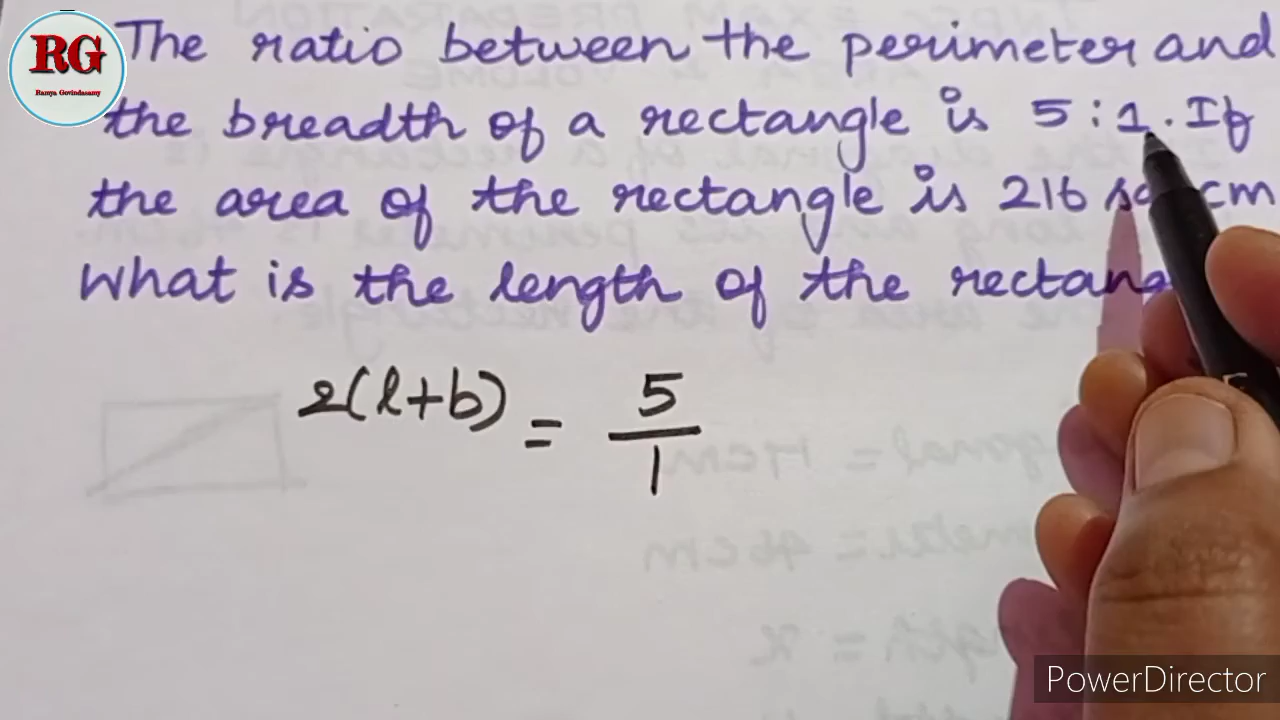 RG
Ramya Govindasamy
The ratio between the perimeter and
the breadth of a rectangle is 5:1. If
the area of the rectangle is 216 sq cm
What is the length of the
2(l+b) = 5/1
PowerDirector